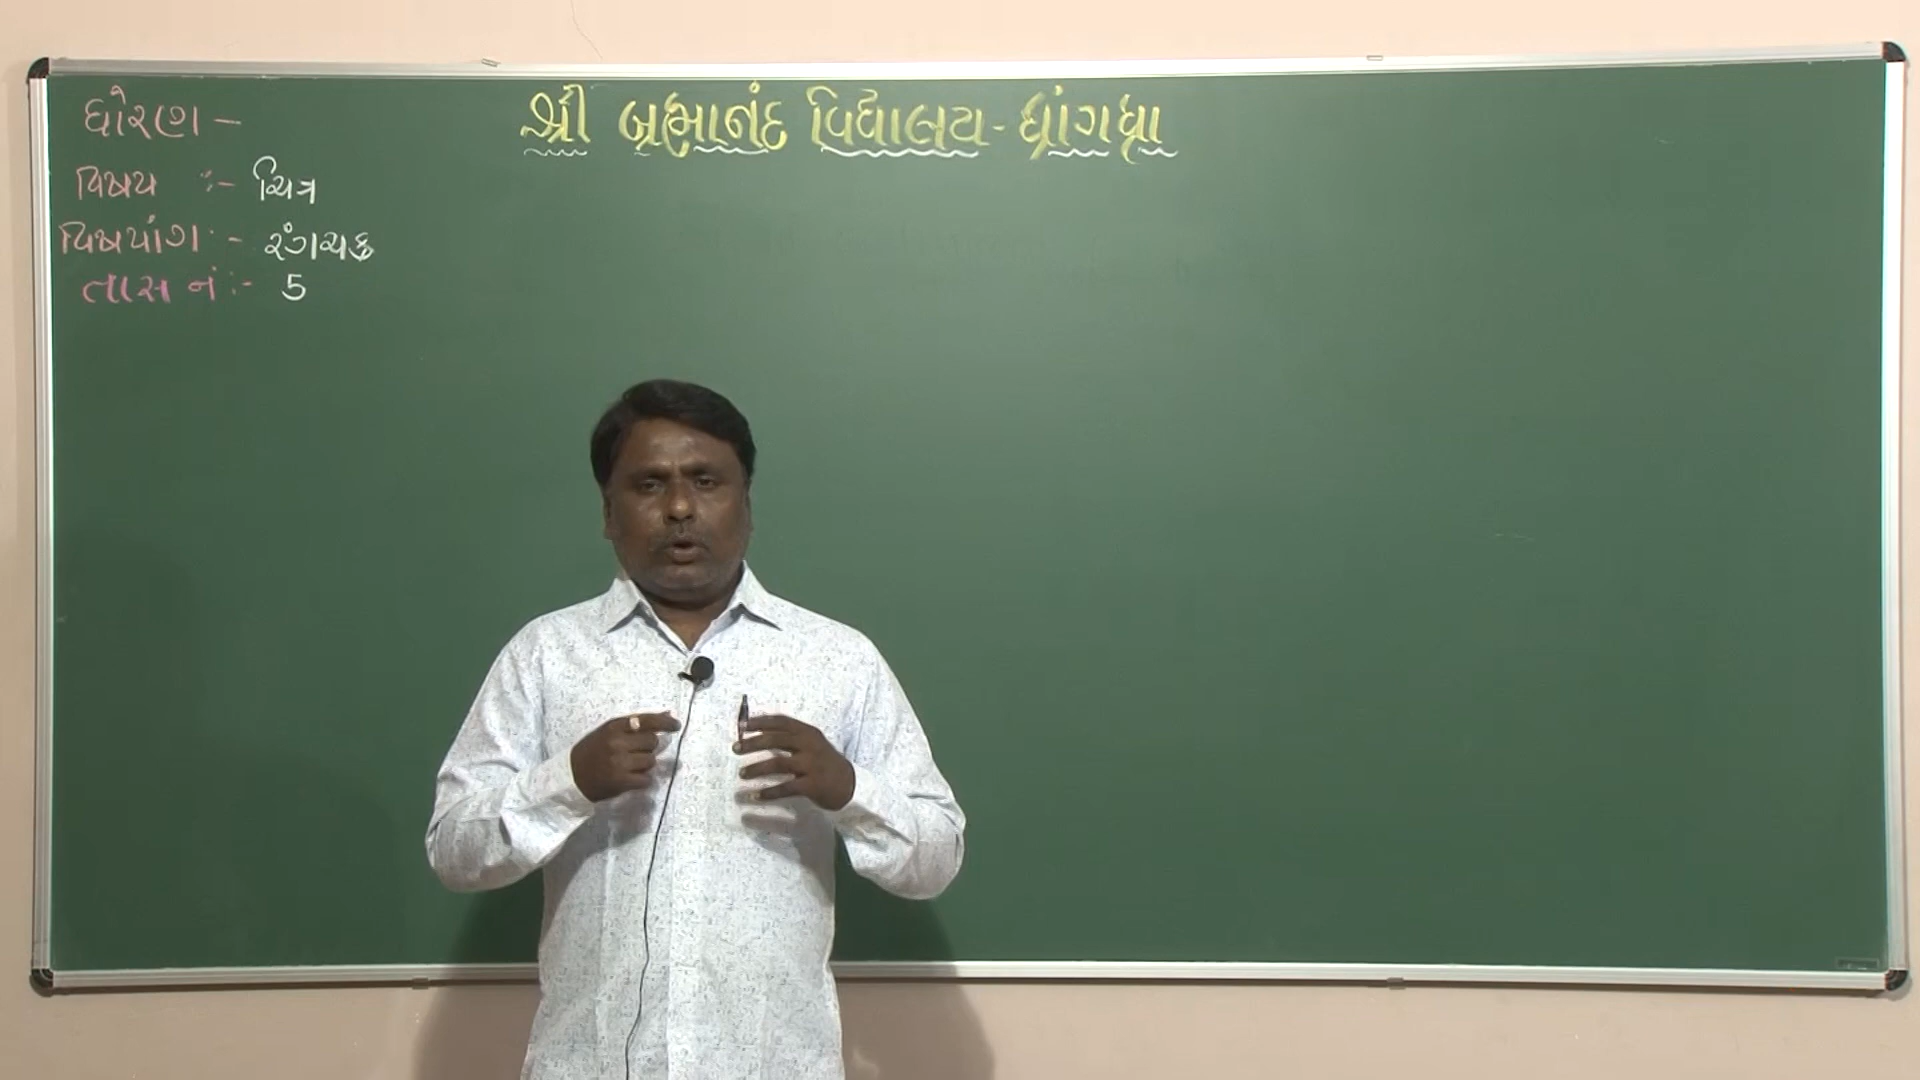 શ્રી બ્રહ્માનંદ વિદ્યાલય - ધ્રાંગધ્રા
ધોરણ -
વિષય :- ચિત્ર
વિષયાંગ :- રંગચક્ર
તાસ નં :- 5